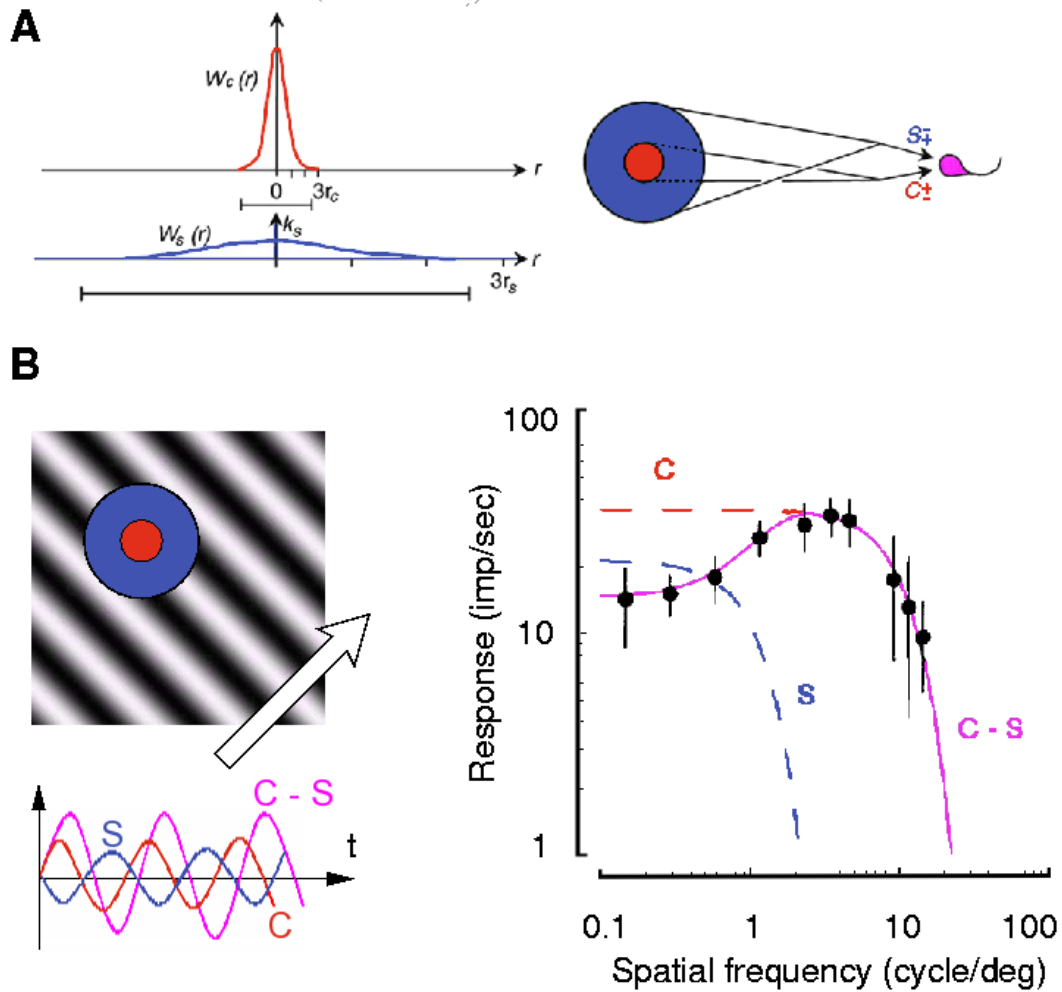 A
Wc (r)
r
0
3rc
Ws (r)
ks
r
3rs
S∓
C±
B
C - S
S
t
C
100
10
1
Response (imp/sec)
C
S
C - S
0.1
1
10
100
Spatial frequency (cycle/deg)